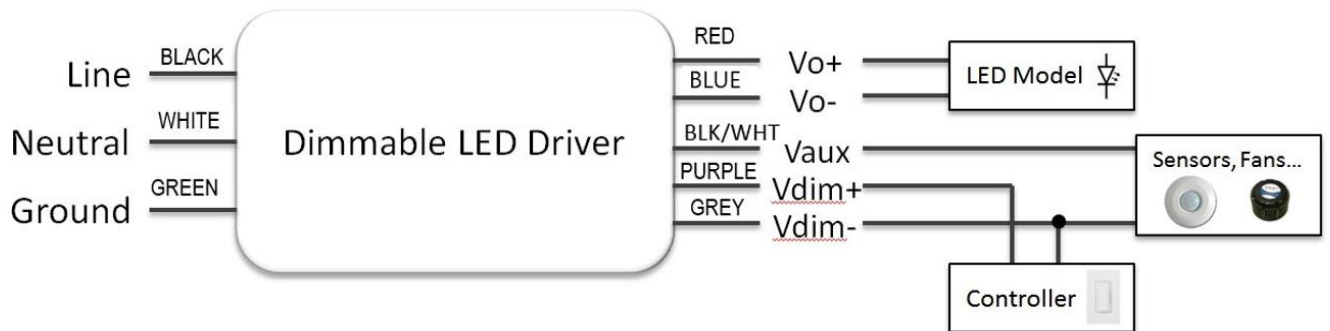 Line BLACK
Neutral WHITE
Ground GREEN
Dimmable LED Driver
RED Vo+
BLUE Vo-
BLK/WHT Vaux
PURPLE Vdim+
GREY Vdim-
LED Model
Sensors, Fans...
Controller